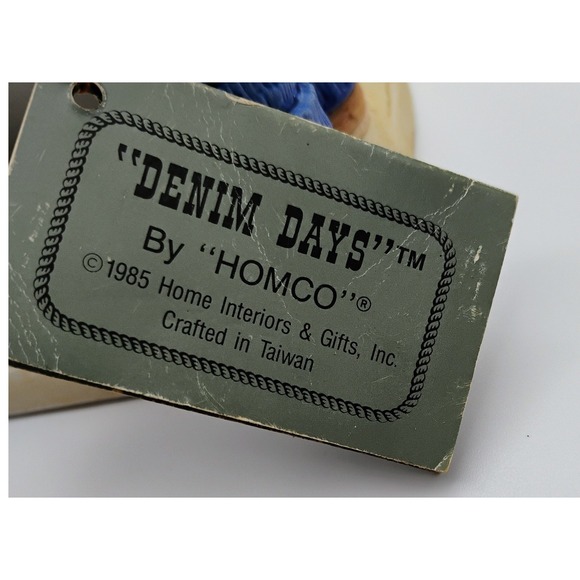 "DENIM DAYS"™
By "HOMCO"®
©1985 Home Interiors & Gifts, Inc.
Crafted in Taiwan